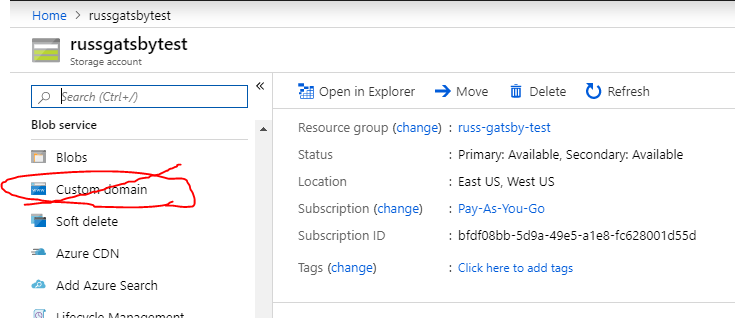 Home > russgatsbytest
russgatsbytest
Storage account
Search (Ctrl+/)
«
Blob service
Blobs
Custom domain
Soft delete
Azure CDN
Add Azure Search
Lifecycle Management
Open in Explorer Move Delete Refresh
Resource group (change) : russ-gatsby-test
Status : Primary: Available, Secondary: Available
Location : East US, West US
Subscription (change) : Pay-As-You-Go
Subscription ID : bfdf08bb-5d9a-49e5-a1e8-fc628001d55d
Tags (change) : Click here to add tags